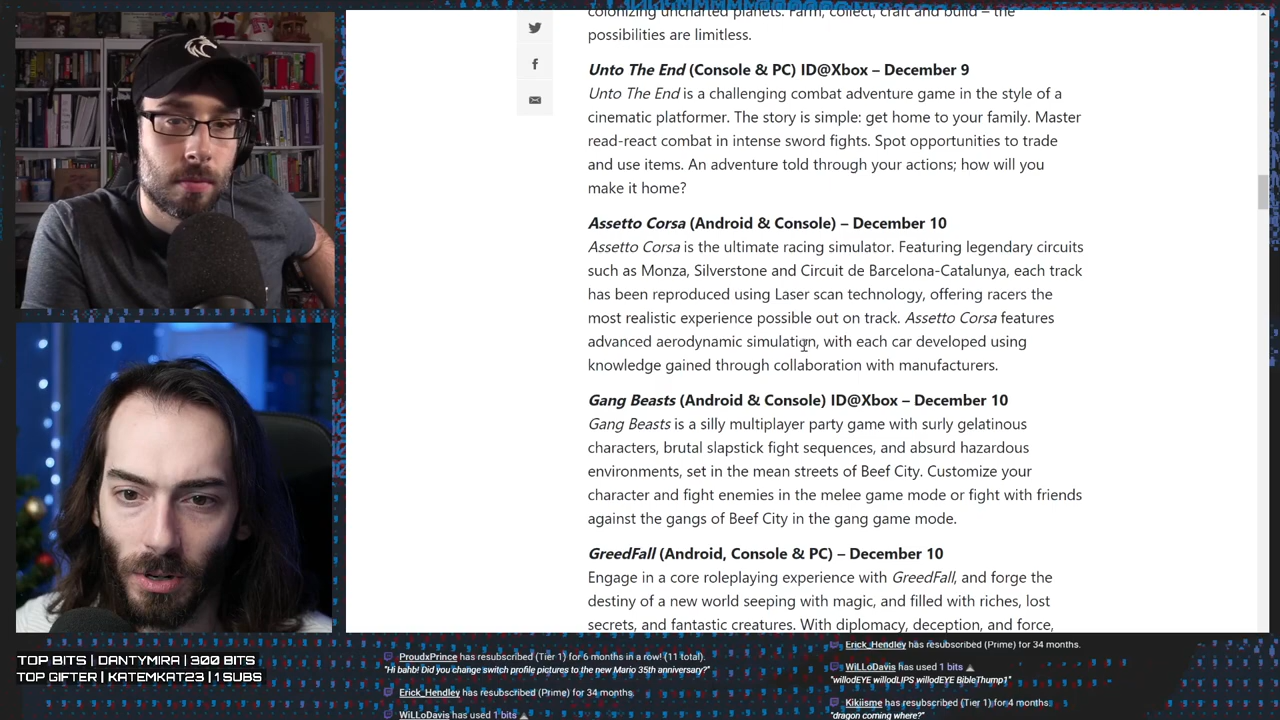 colonizing uncharted planets. Farm, collect, craft and build – the
possibilities are limitless.
Unto The End (Console & PC) ID@Xbox – December 9
Unto The End is a challenging combat adventure game in the style of a
cinematic platformer. The story is simple: get home to your family. Master
read-react combat in intense sword fights. Spot opportunities to trade
and use items. An adventure told through your actions; how will you
make it home?
Assetto Corsa (Android & Console) – December 10
Assetto Corsa is the ultimate racing simulator. Featuring legendary circuits
such as Monza, Silverstone and Circuit de Barcelona-Catalunya, each track
has been reproduced using Laser scan technology, offering racers the
most realistic experience possible out on track. Assetto Corsa features
advanced aerodynamic simulation, with each car developed using
knowledge gained through collaboration with manufacturers.
Gang Beasts (Android & Console) ID@Xbox – December 10
Gang Beasts is a silly multiplayer party game with surly gelatinous
characters, brutal slapstick fight sequences, and absurd hazardous
environments, set in the mean streets of Beef City. Customize your
character and fight enemies in the melee game mode or fight with friends
against the gangs of Beef City in the gang game mode.
GreedFall (Android, Console & PC) – December 10
Engage in a core roleplaying experience with GreedFall, and forge the
destiny of a new world seeping with magic, and filled with riches, lost
secrets, and fantastic creatures. With diplomacy, deception, and force,
TOP BITS | DANTYMIRA | 300 BITS
TOP GIFTER | KATEMKAT23 | 1 SUBS
ProudxPrince has resubscribed (Tier 1) for 6 months in a row! (11 total).
"Hi bahb! Did you change switch profile pictures to the new Mario 35th anniversary?"
Erick_Hendley has resubscribed (Prime) for 34 months.
WiLLoDavis has used 1 bits
Erick_Hendley has resubscribed (Prime) for 34 months.
WiLLoDavis has used 1 bits
"willodEYE willodLIPS willodEYE BibleThump1"
Kikiisme has resubscribed (Tier 1) for 4 months.
"dragon coming where?"